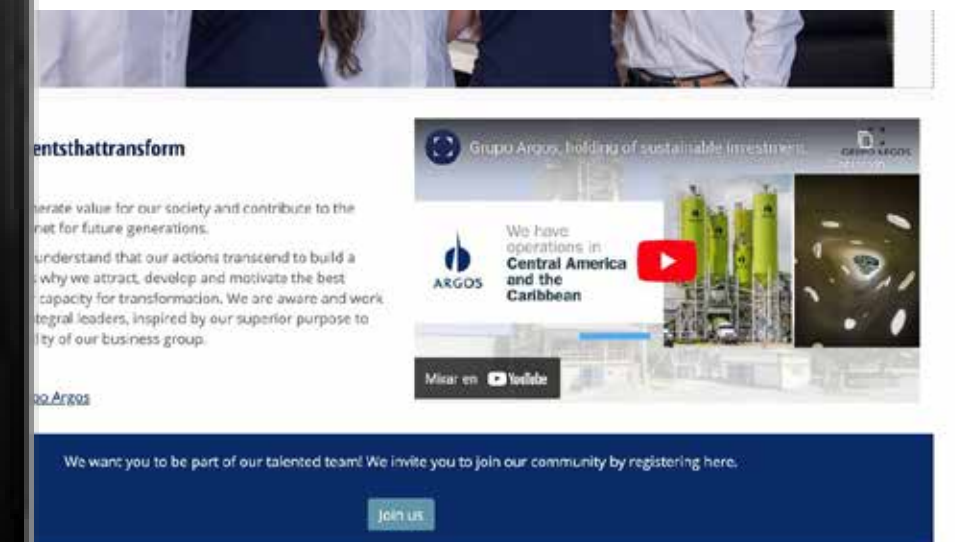 entsthattransform
nerate value for our society and contribute to the
net for future generations.
understand that our actions transcend to build a
why we attract, develop and motivate the best
capacity for transformation. We are aware and work
tegral leaders, inspired by our superior purpose to
lity of our business group.
po Argos
Grupo Argos, holding of sustainable investment
GRUPO ARGOS
ARGOS
We have
operations in
Central America
and the
Caribbean
Mirar en YouTube
We want you to be part of our talented team! We invite you to join our community by registering here.
Join us